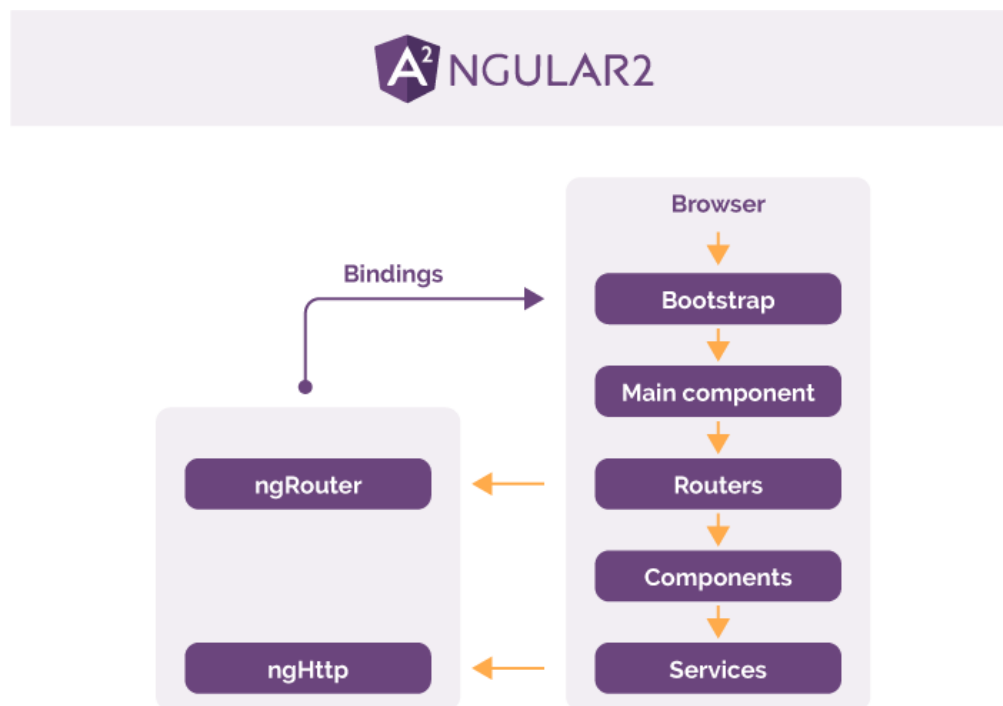 A2 NGULAR2
Browser
Bindings
Bootstrap
Main component
ngRouter
Routers
Components
ngHttp
Services